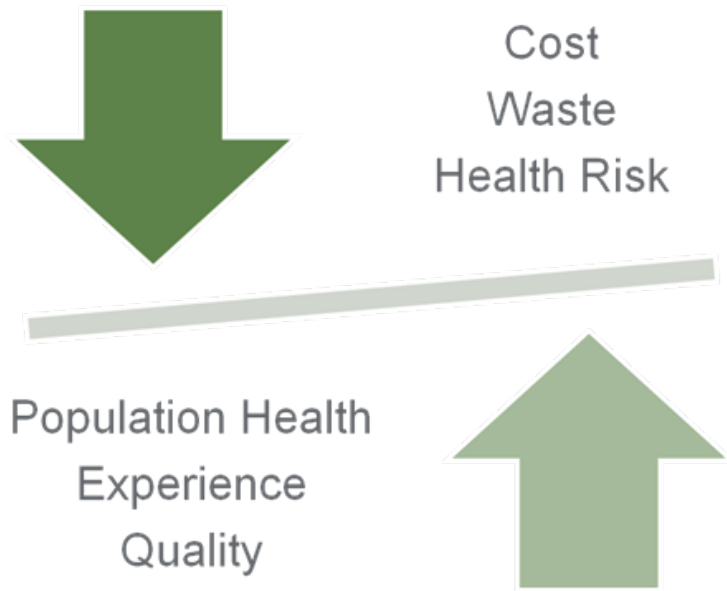 Cost
Waste
Health Risk
Population Health
Experience
Quality